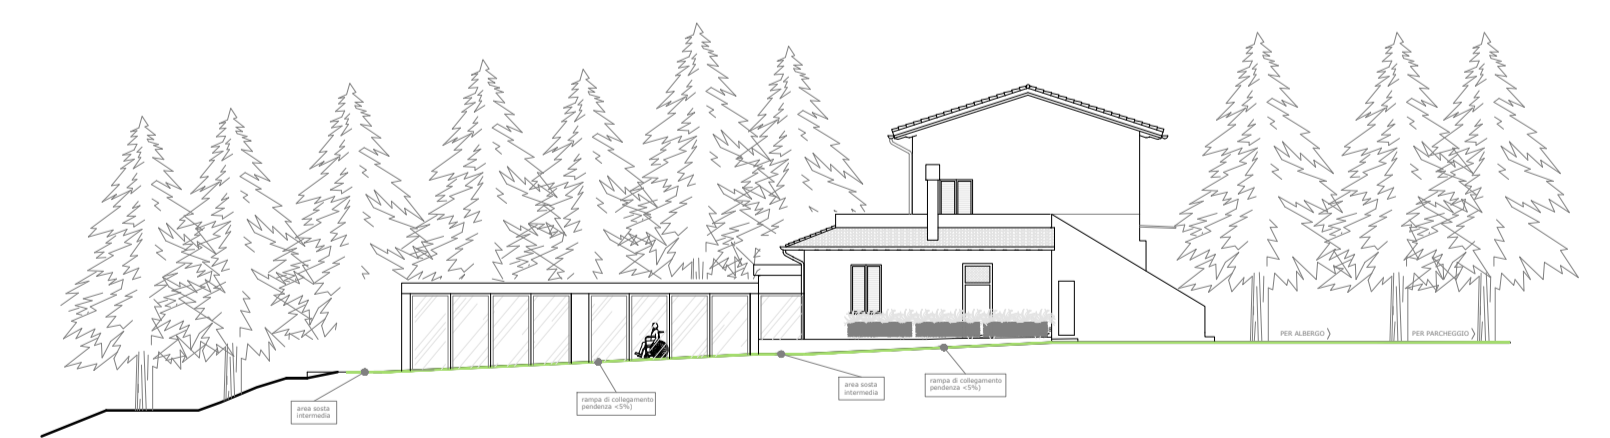 PER ALBERGO
PER PARCHEGGIO
area sosta
intermedia
rampa di collegamento
pendenza <5%)
area sosta
intermedia
rampa di collegamento
pendenza <5%)